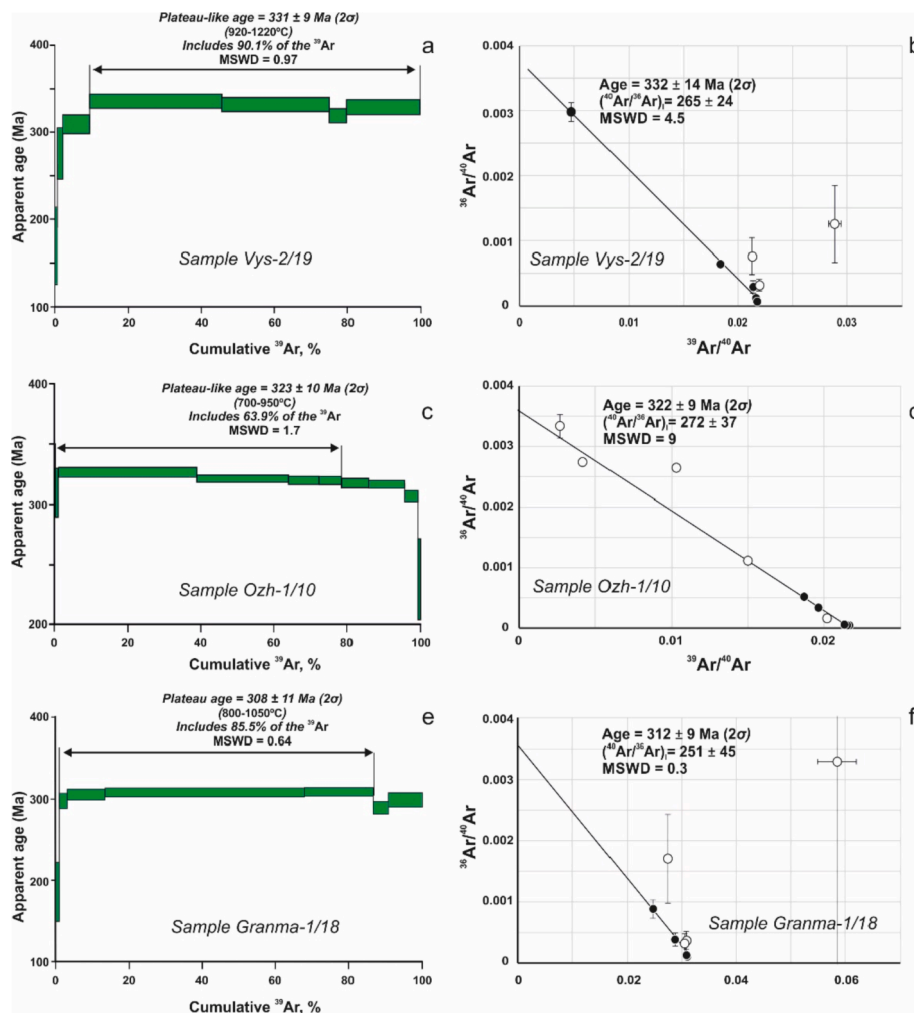 Plateau-like age = 331 ± 9 Ma (2σ)
(920-1220ºC)
Includes 90.1% of the ³⁹Ar
MSWD = 0.97
a
400
300
200
100
Apparent age (Ma)
Sample Vys-2/19
0 20 40 60 80 100
Cumulative ³⁹Ar, %
b
0.004
0.003
0.002
0.001
0
³⁶Ar/⁴⁰Ar
Age = 332 ± 14 Ma (2σ)
(⁴⁰Ar/³⁶Ar)ᵢ= 265 ± 24
MSWD = 4.5
Sample Vys-2/19
0 0.01 0.02 0.03
³⁹Ar/⁴⁰Ar
Plateau-like age = 323 ± 10 Ma (2σ)
(700-950ºC)
Includes 63.9% of the ³⁹Ar
MSWD = 1.7
c
400
300
200
Apparent age (Ma)
Sample Ozh-1/10
0 20 40 60 80 100
Cumulative ³⁹Ar, %
0.004
0.003
0.002
0.001
0
³⁶Ar/⁴⁰Ar
Age = 322 ± 9 Ma (2σ)
(⁴⁰Ar/³⁶Ar)ᵢ= 272 ± 37
MSWD = 9
Sample Ozh-1/10
0 0.01 0.02
³⁹Ar/⁴⁰Ar
Plateau age = 308 ± 11 Ma (2σ)
(800-1050ºC)
Includes 85.5% of the ³⁹Ar
MSWD = 0.64
e
400
300
200
100
Apparent age (Ma)
Sample Granma-1/18
0 20 40 60 80 100
Cumulative ³⁹Ar, %
f
0.004
0.003
0.002
0.001
0
³⁶Ar/⁴⁰Ar
Age = 312 ± 9 Ma (2σ)
(⁴⁰Ar/³⁶Ar)ᵢ= 251 ± 45
MSWD = 0.3
Sample Granma-1/18
0 0.02 0.04 0.06
³⁹Ar/⁴⁰Ar